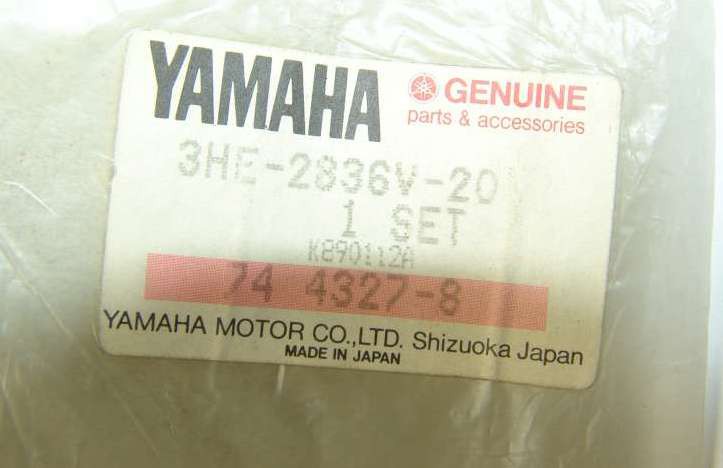 YAMAHA GENUINE
parts & accessories
3HE-2836V-20
1 SET
K890112A
74 4327-8
YAMAHA MOTOR CO.,LTD. Shizuoka Japan
MADE IN JAPAN